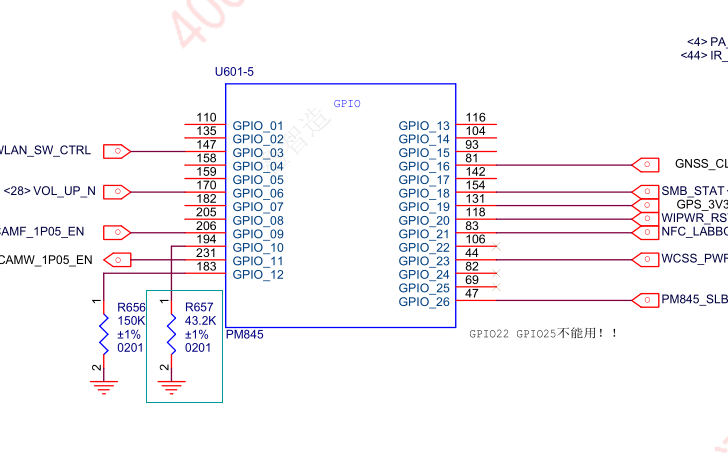 400
<4> PA_
<44> IR_
U601-5
GPIO
智造
110 GPIO_01
135 GPIO_02
147 GPIO_03
158 GPIO_04
159 GPIO_05
170 GPIO_06
182 GPIO_07
205 GPIO_08
206 GPIO_09
194 GPIO_10
231 GPIO_11
183 GPIO_12
GPIO_13 116
GPIO_14 104
GPIO_15 93
GPIO_16 81
GPIO_17 142
GPIO_18 154
GPIO_19 131
GPIO_20 118
GPIO_21 83
GPIO_22 106
GPIO_23 44
GPIO_24 82
GPIO_25 69
GPIO_26 47
WLAN_SW_CTRL
<28> VOL_UP_N
CAMF_1P05_EN
CAMW_1P05_EN
GNSS_CL
SMB_STAT
GPS_3V3
WIPWR_RS
NFC_LABBC
WCSS_PWR
PM845_SLB
1
R656
150K
±1%
0201
2
1
R657
43.2K
±1%
0201
2
PM845
GPIO22 GPIO25不能用！！